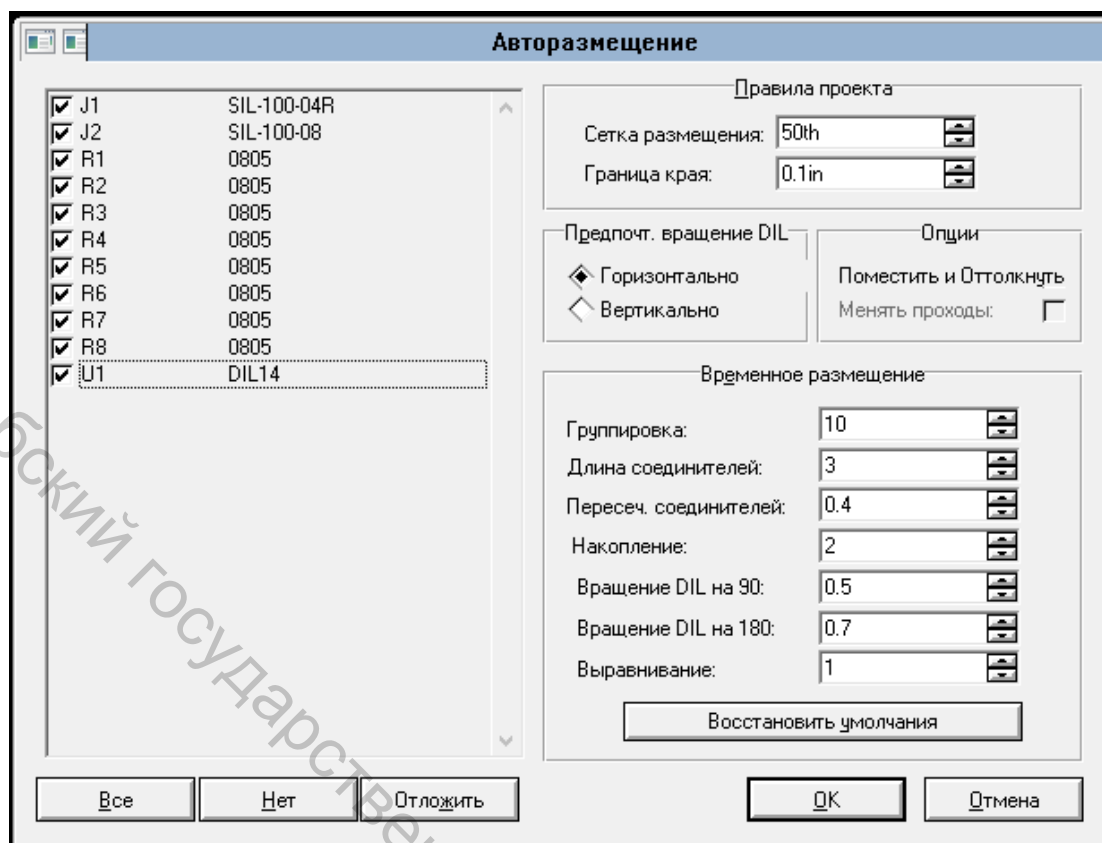 Авторазмещение
J1 SIL-100-04R
J2 SIL-100-08
R1 0805
R2 0805
R3 0805
R4 0805
R5 0805
R6 0805
R7 0805
R8 0805
U1 DIL14
Все
Нет
Отложить
Правила проекта
Сетка размещения: 50th
Граница края: 0.1in
Предпочт. вращение DIL
Горизонтально
Вертикально
Опции
Поместить и Оттолкнуть
Менять проходы:
Временное размещение
Группировка: 10
Длина соединителей: 3
Пересеч. соединителей: 0.4
Накопление: 2
Вращение DIL на 90: 0.5
Вращение DIL на 180: 0.7
Выравнивание: 1
Восстановить умолчания
OK
Отмена